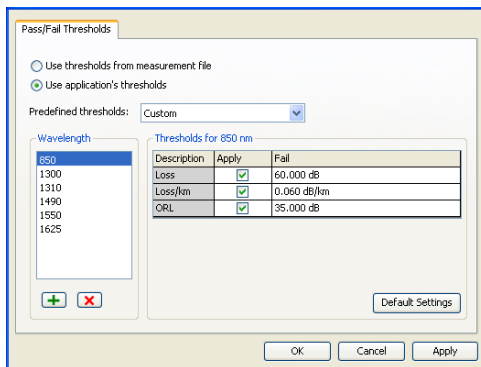 Pass/Fail Thresholds
Use thresholds from measurement file
Use application's thresholds
Predefined thresholds: Custom
Wavelength
850
1300
1310
1490
1550
1625
Thresholds for 850 nm
Description Apply Fail
Loss 60.000 dB
Loss/km 0.060 dB/km
ORL 35.000 dB
Default Settings
OK Cancel Apply